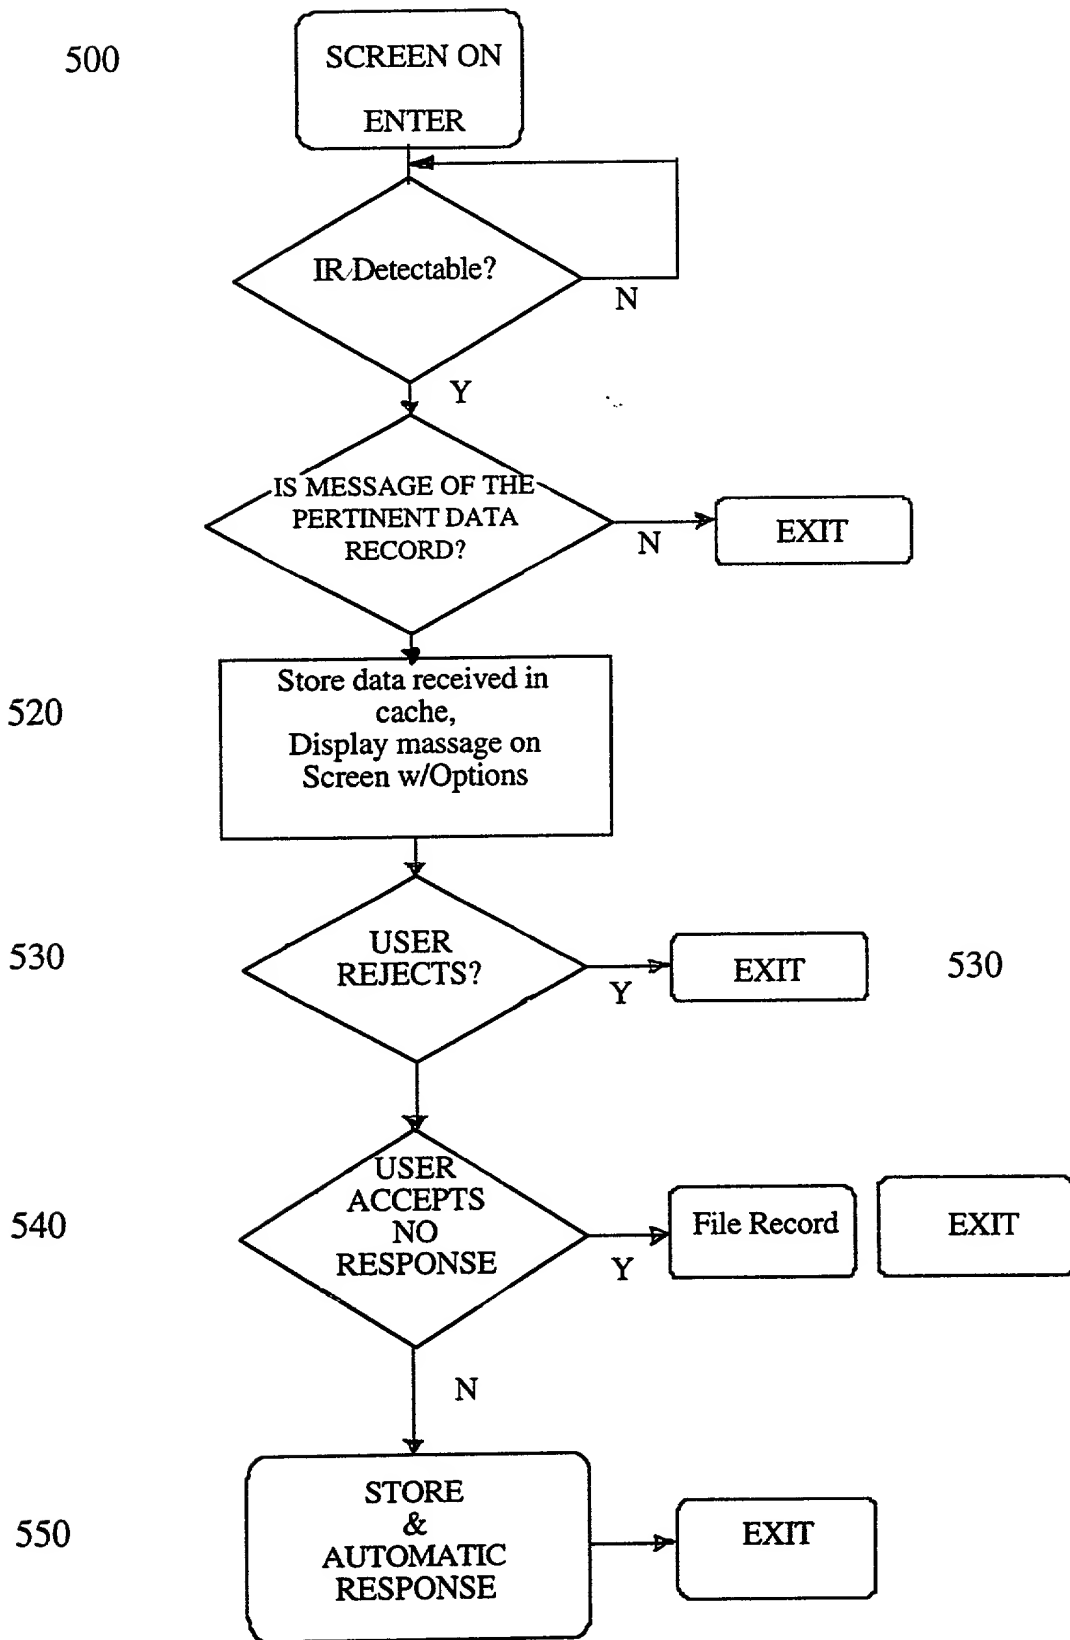 500
SCREEN ON
ENTER
IR Detectable?
N
Y
IS MESSAGE OF THE
PERTINENT DATA
RECORD?
N
EXIT
520
Store data received in
cache,
Display massage on
Screen w/Options
530
USER
REJECTS?
Y
EXIT
530
540
USER
ACCEPTS
NO
RESPONSE
Y
File Record
EXIT
N
550
STORE
&
AUTOMATIC
RESPONSE
EXIT